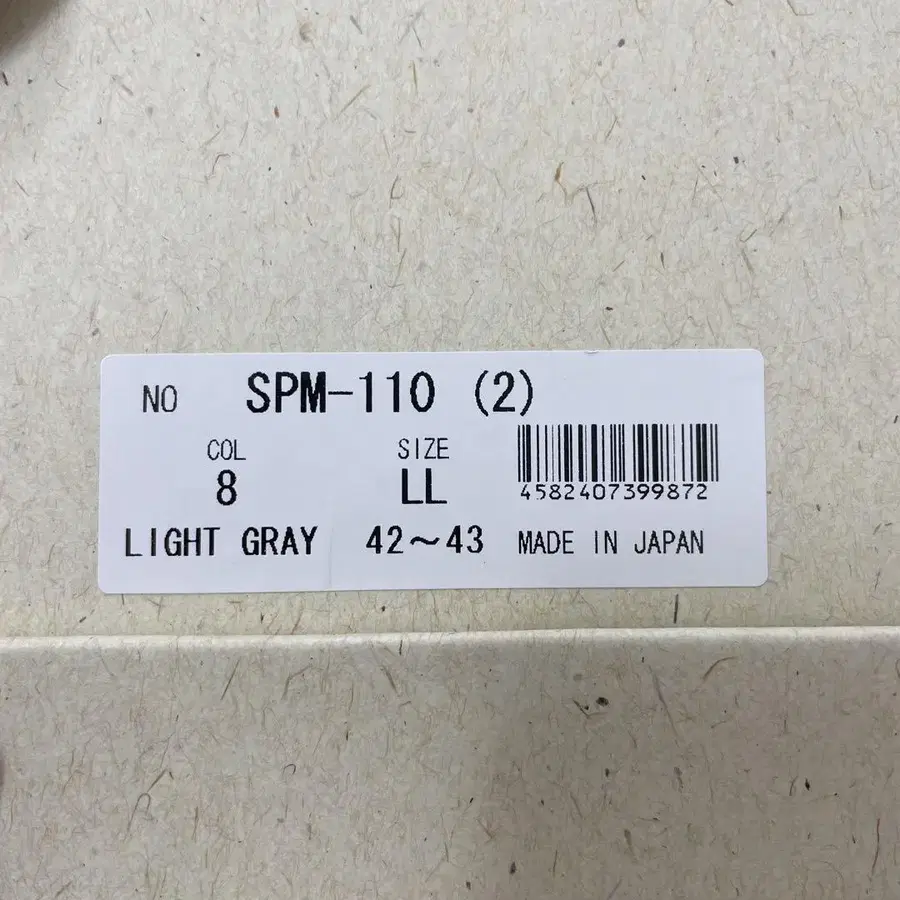 NO SPM-110 (2)
COL SIZE
8 LL
4582407399872
LIGHT GRAY 42~43 MADE IN JAPAN